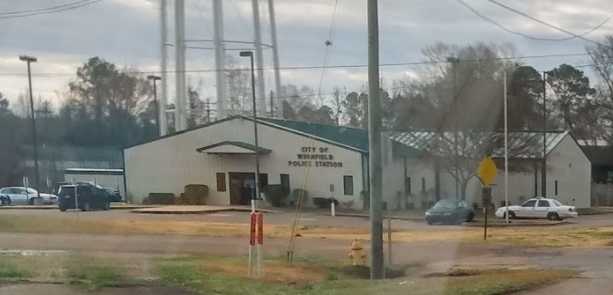 CITY OF
WINNFIELD
POLICE STATION